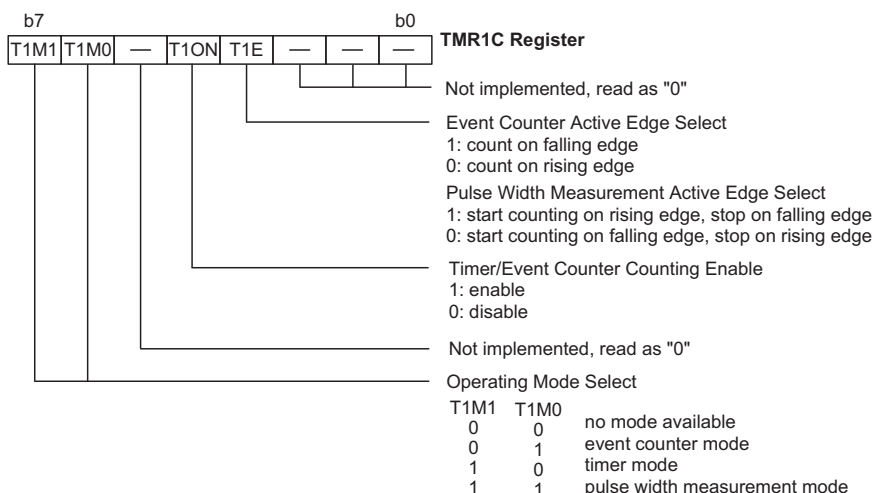 b7 b0
T1M1 T1M0 — T1ON T1E — — —
TMR1C Register
Not implemented, read as "0"
Event Counter Active Edge Select
1: count on falling edge
0: count on rising edge
Pulse Width Measurement Active Edge Select
1: start counting on rising edge, stop on falling edge
0: start counting on falling edge, stop on rising edge
Timer/Event Counter Counting Enable
1: enable
0: disable
Not implemented, read as "0"
Operating Mode Select
T1M1 T1M0
0 0 no mode available
0 1 event counter mode
1 0 timer mode
1 1 pulse width measurement mode